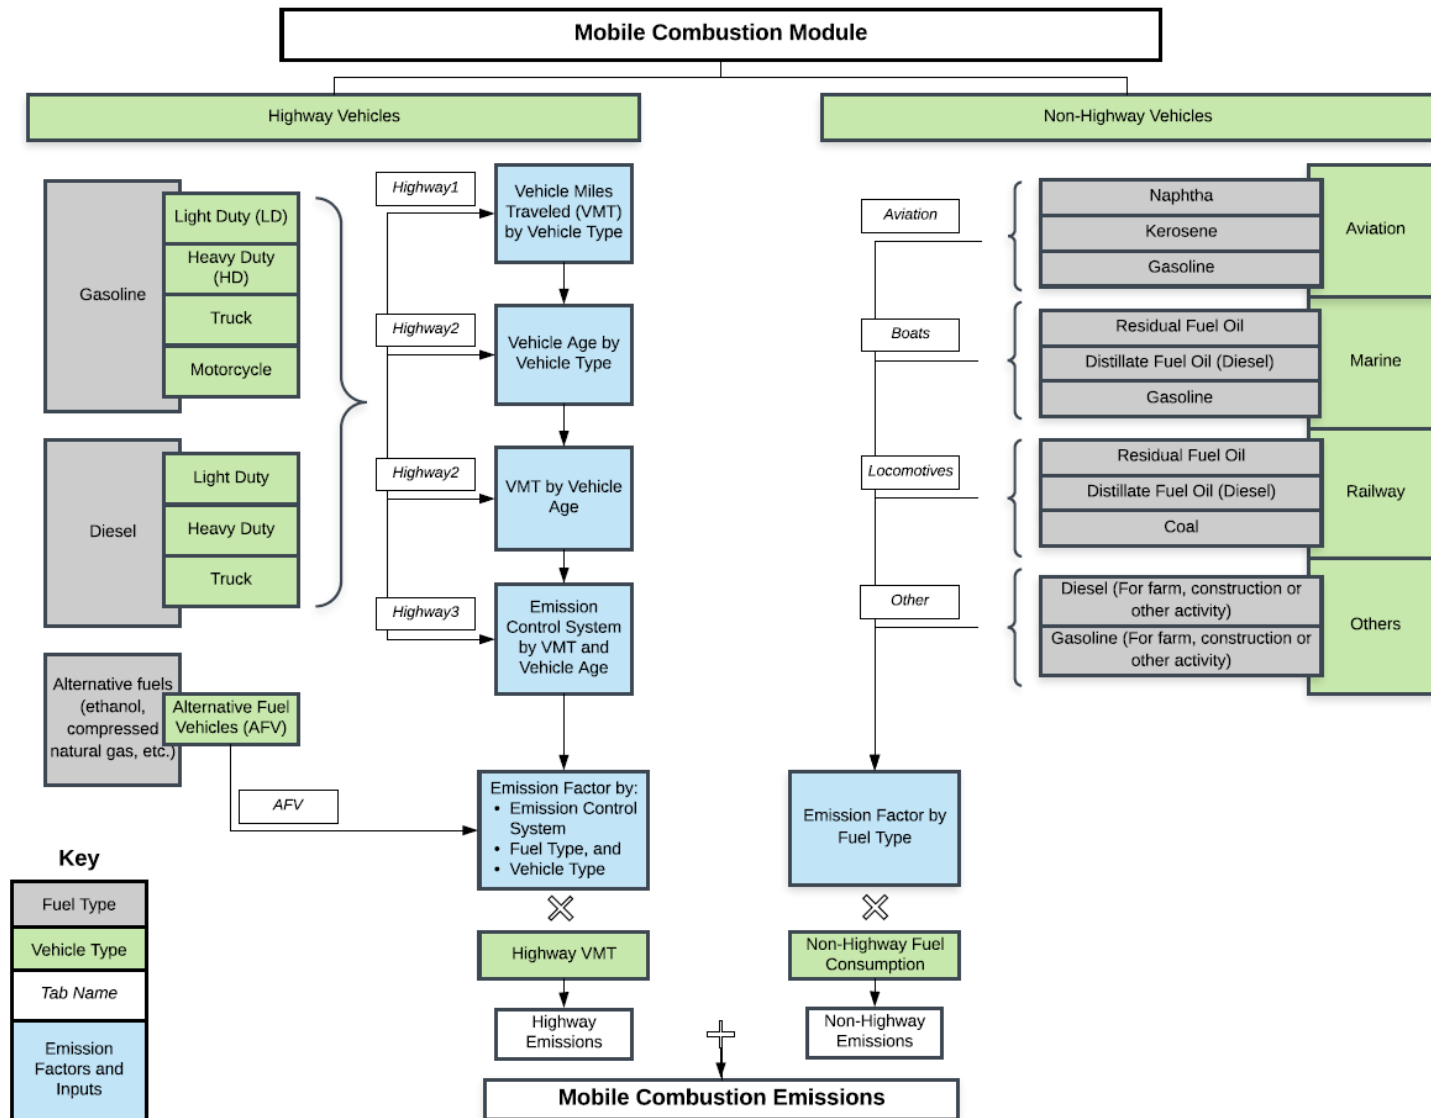 Mobile Combustion Module
Highway Vehicles
Non-Highway Vehicles
Gasoline
Light Duty (LD)
Heavy Duty
(HD)
Truck
Motorcycle
Diesel
Light Duty
Heavy Duty
Truck
Alternative fuels
(ethanol,
compressed
natural gas, etc.)
Alternative Fuel
Vehicles (AFV)
Highway1
Highway2
Highway2
Highway3
AFV
Vehicle Miles
Traveled (VMT)
by Vehicle Type
Vehicle Age by
Vehicle Type
VMT by Vehicle
Age
Emission
Control System
by VMT and
Vehicle Age
Emission Factor by:
• Emission Control
System
• Fuel Type, and
• Vehicle Type
Highway VMT
Highway
Emissions
Aviation
Boats
Locomotives
Other
Naphtha
Kerosene
Gasoline
Aviation
Residual Fuel Oil
Distillate Fuel Oil (Diesel)
Gasoline
Marine
Residual Fuel Oil
Distillate Fuel Oil (Diesel)
Coal
Railway
Diesel (For farm, construction or
other activity)
Gasoline (For farm, construction or
other activity)
Others
Emission Factor by
Fuel Type
Non-Highway Fuel
Consumption
Non-Highway
Emissions
Mobile Combustion Emissions
Key
Fuel Type
Vehicle Type
Tab Name
Emission
Factors and
Inputs